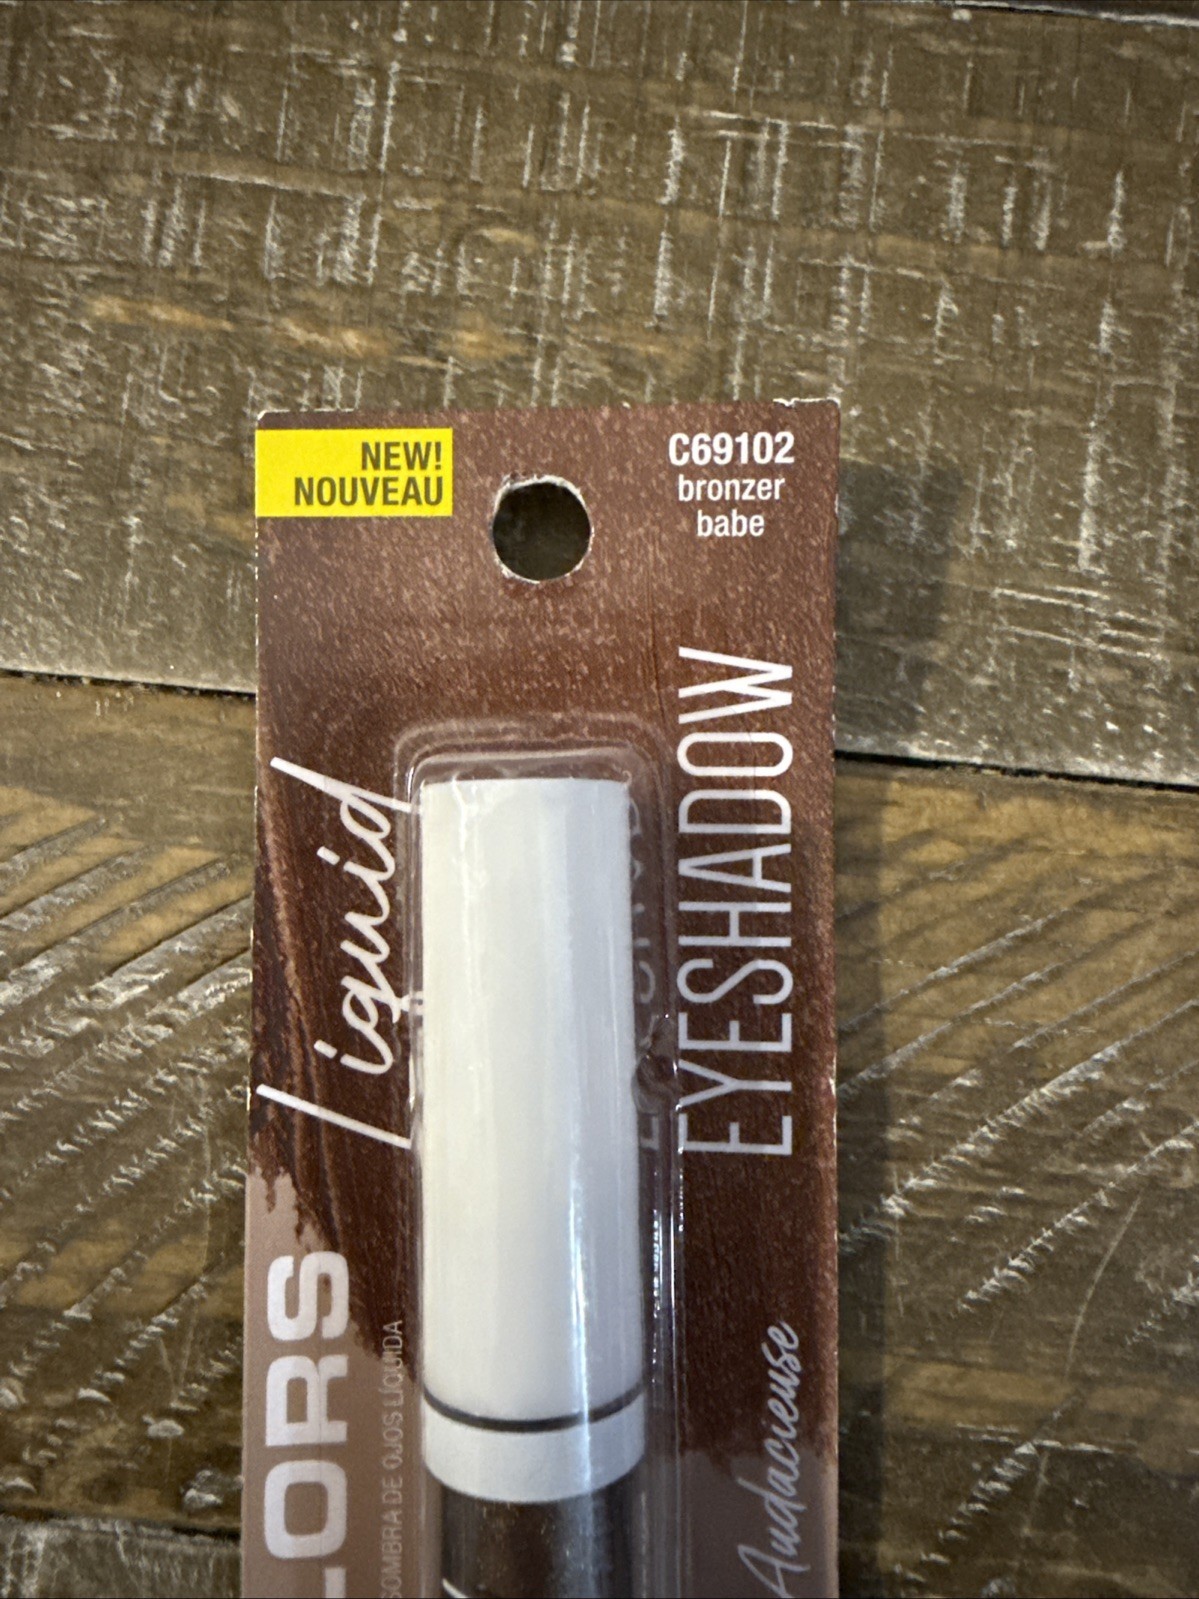 NEW!
NOUVEAU
C69102
bronzer
babe
Liquid
EYESHADOW
LORS
SOMBRA DE OJOS LÍQUIDA
Audacieuse